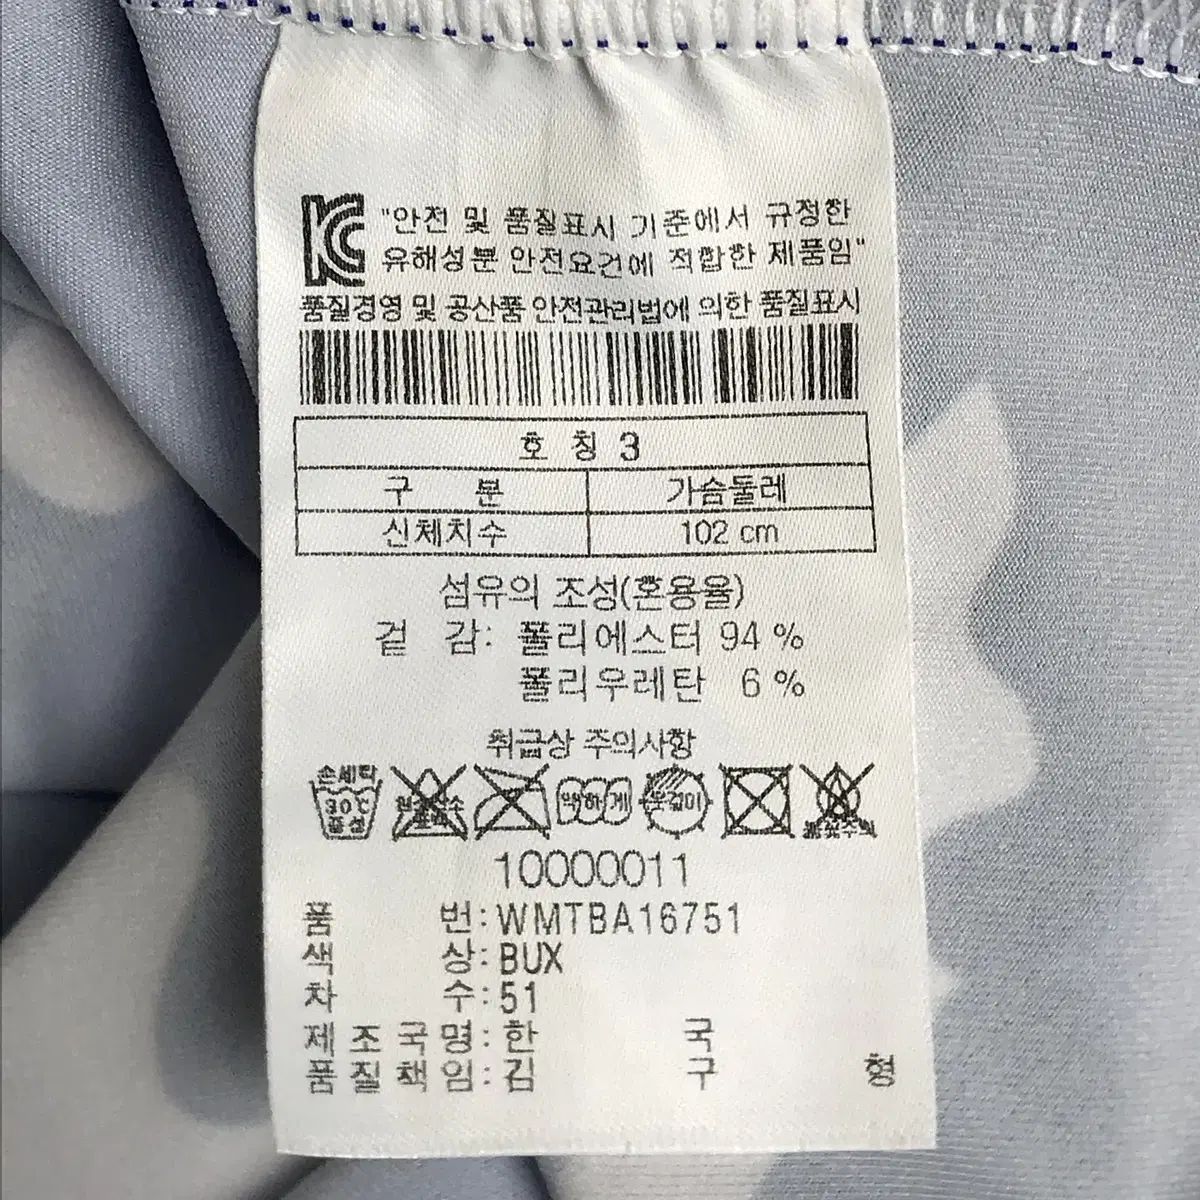 KC "안전 및 품질표시 기준에서 규정한
유해성분 안전요건에 적합한 제품임"
품질경영 및 공산품 안전관리법에 의한 품질표시
호 칭 3
구 분 가슴둘레
신체치수 102 cm
섬유의 조성(혼용율)
겉 감: 폴리에스터 94 %
폴리우레탄 6 %
취급상 주의사항
손세탁 30℃ 중성 약하게 옷걸이
10000011
품 번: WMTBA16751
색 상: BUX
차 수: 51
제 조 국 명: 한 국
품 질 책 임: 김 구 형